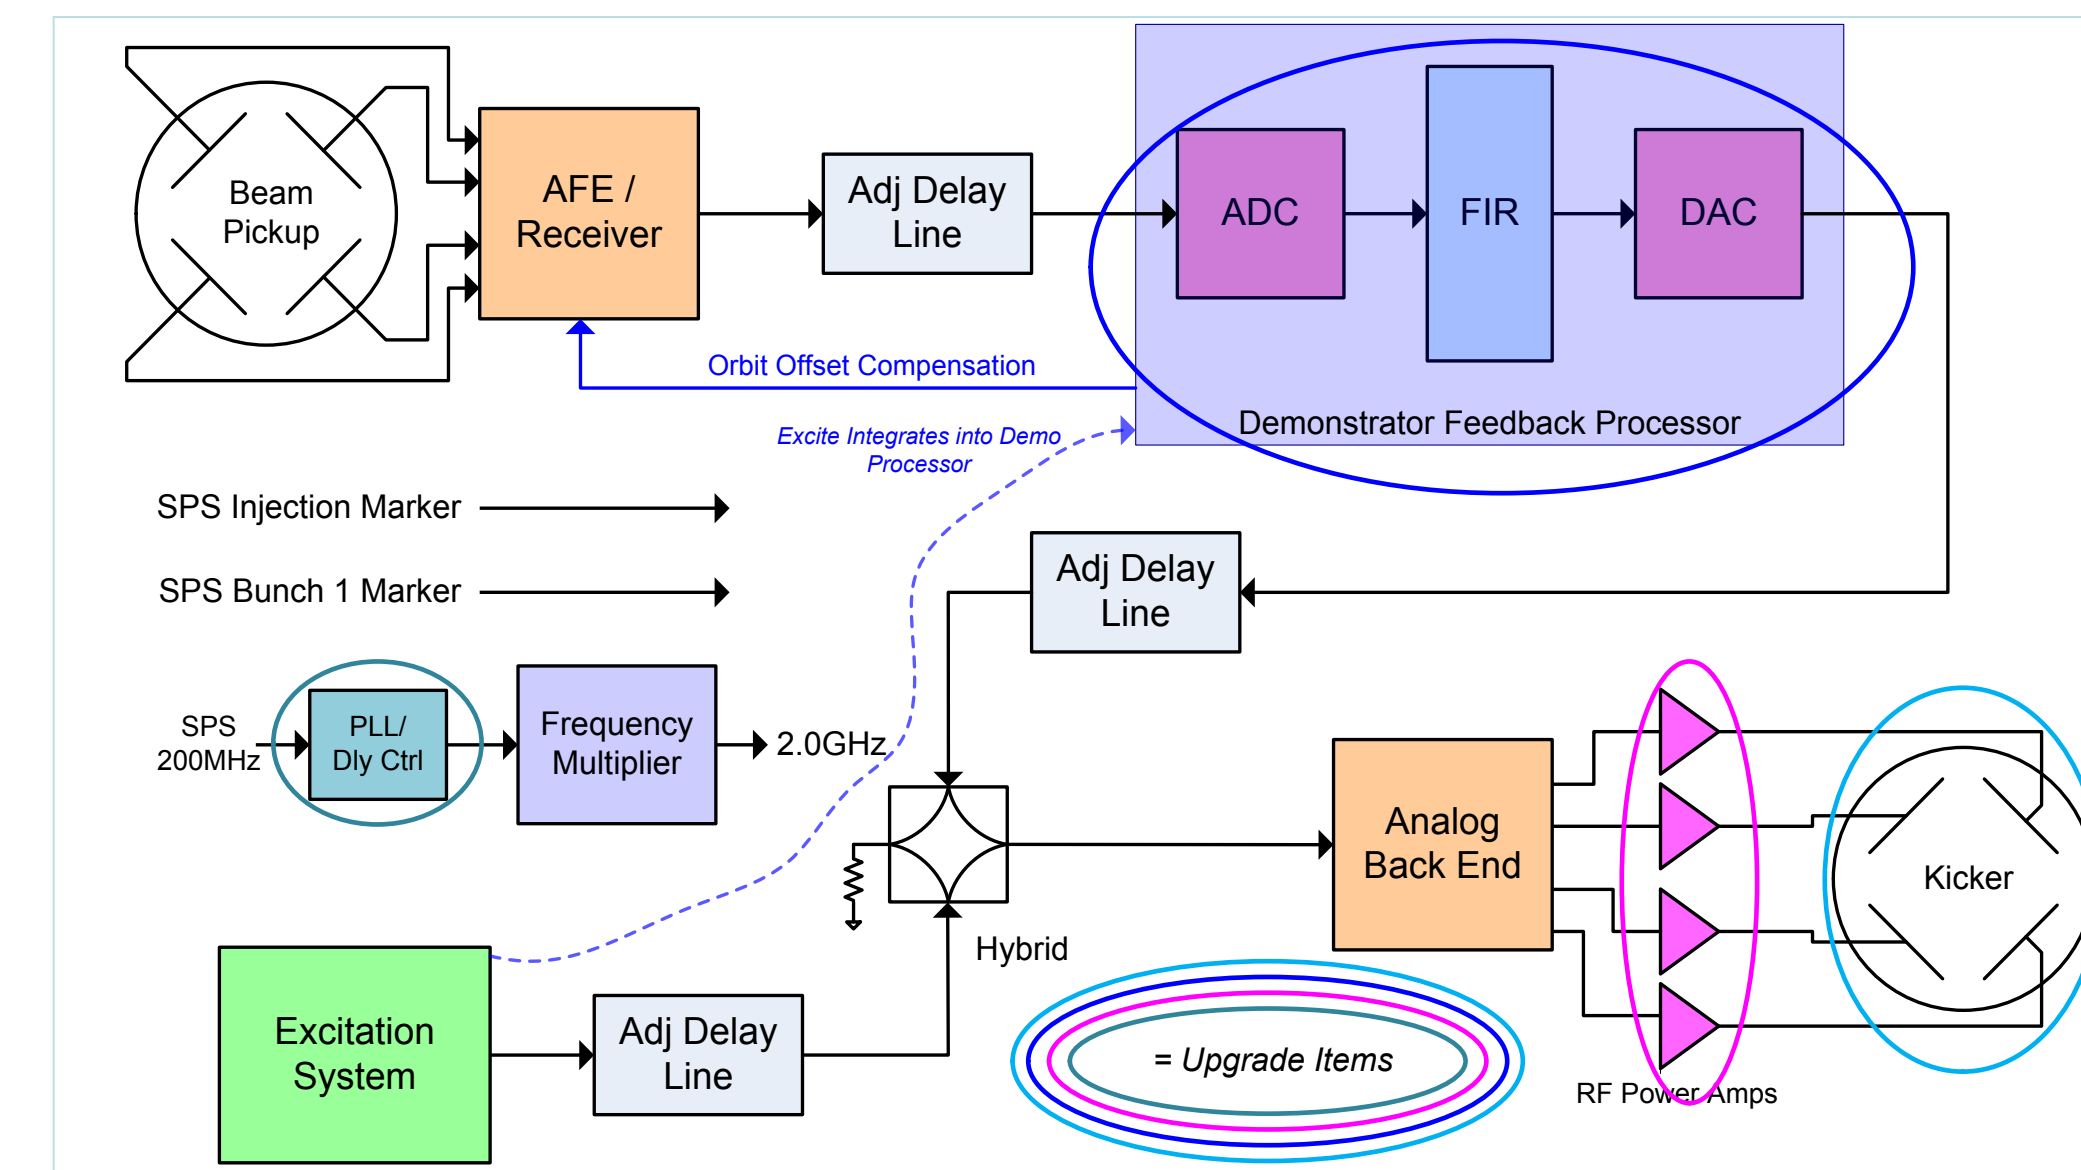 Beam
Pickup
AFE /
Receiver
Adj Delay
Line
ADC
FIR
DAC
Orbit Offset Compensation
Demonstrator Feedback Processor
Excite Integrates into Demo
Processor
SPS Injection Marker
SPS Bunch 1 Marker
Adj Delay
Line
SPS
200MHz
PLL/
Dly Ctrl
Frequency
Multiplier
2.0GHz
Analog
Back End
Kicker
Hybrid
Excitation
System
Adj Delay
Line
= Upgrade Items
RF Power Amps